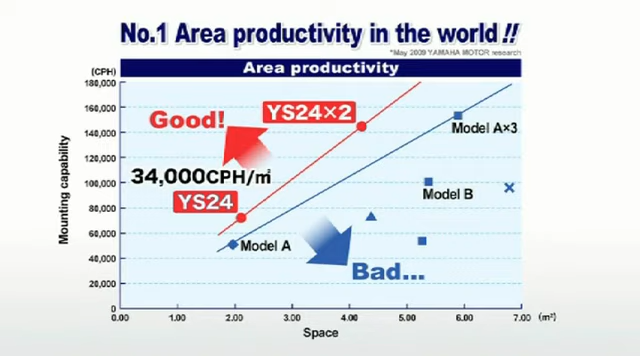 No.1 Area productivity in the world!!
*May 2009 YAMAHA MOTOR research
(CPH)
Area productivity
180,000
160,000
140,000
120,000
100,000
80,000
60,000
40,000
20,000
0
Mounting capability
Good!
YS24×2
34,000CPH/㎡
YS24
Model A
Model A×3
Model B
Bad...
0.00 1.00 2.00 3.00 4.00 5.00 6.00 7.00 (m²)
Space